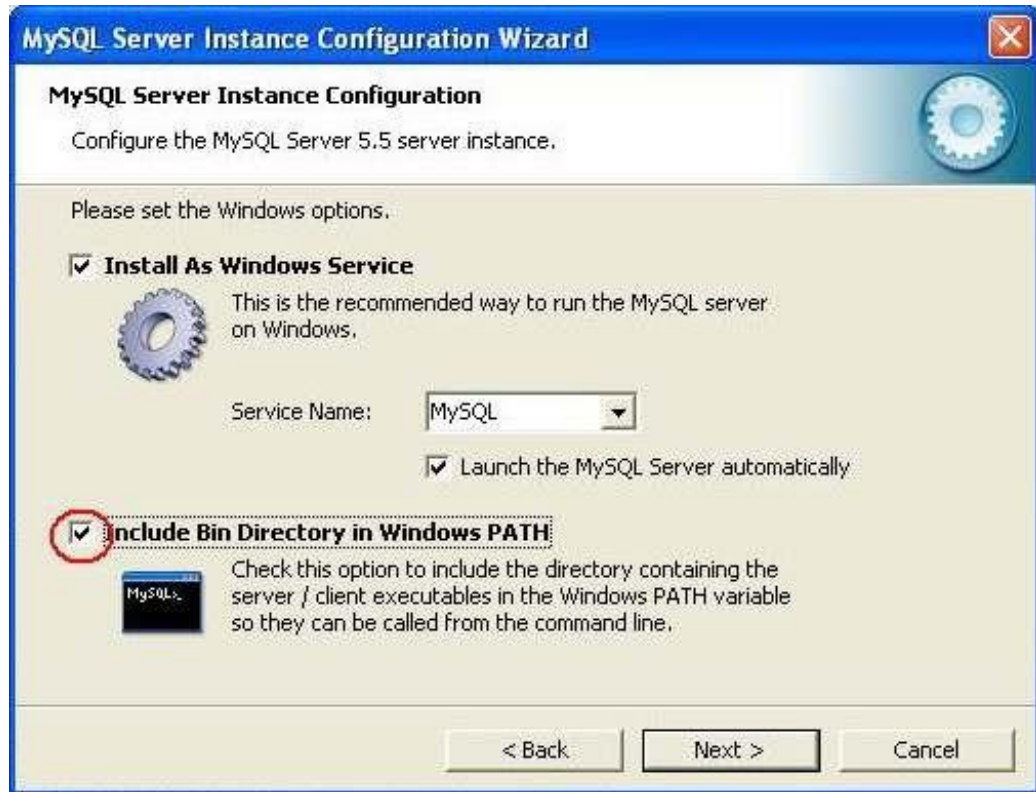 MySQL Server Instance Configuration Wizard
MySQL Server Instance Configuration
Configure the MySQL Server 5.5 server instance.
Please set the Windows options.
Install As Windows Service
This is the recommended way to run the MySQL server
on Windows.
Service Name: MySQL
Launch the MySQL Server automatically
Include Bin Directory in Windows PATH
MySQL>_
Check this option to include the directory containing the
server / client executables in the Windows PATH variable
so they can be called from the command line.
< Back Next > Cancel